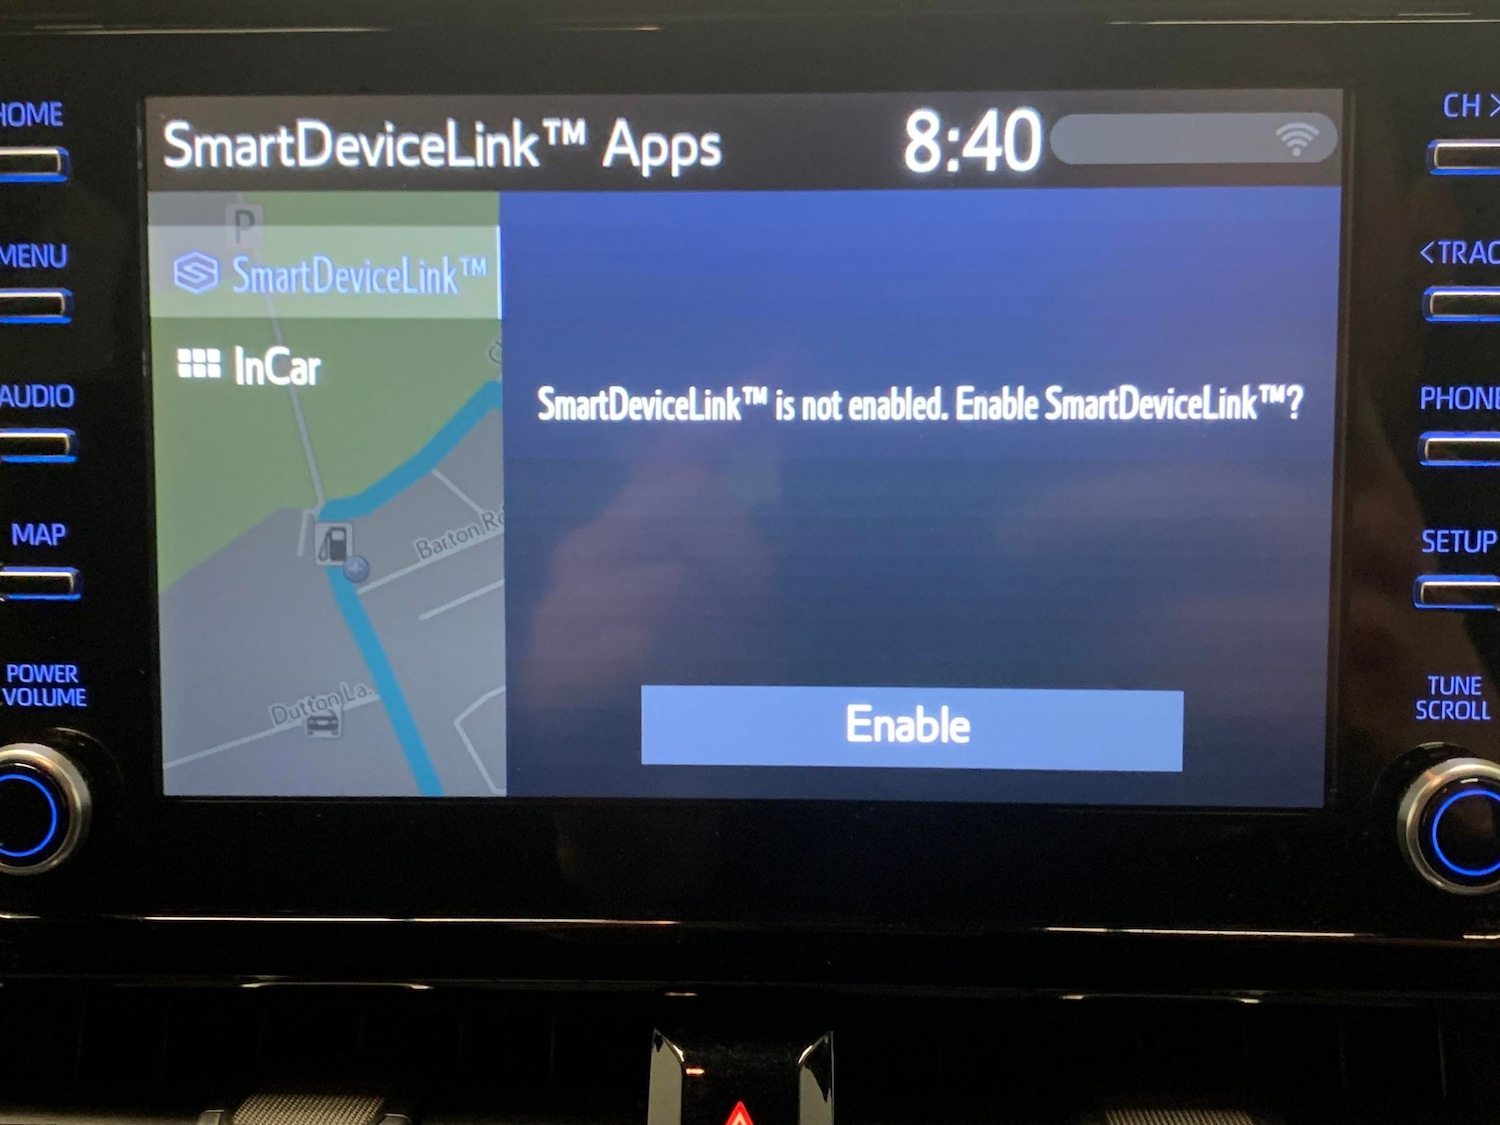 SmartDeviceLink™ Apps
8:40
HOME
MENU
AUDIO
MAP
POWER
VOLUME
P
SmartDeviceLink™
InCar
Barton Rd
Dutton La.
SmartDeviceLink™ is not enabled. Enable SmartDeviceLink™?
Enable
CH >
<TRAC
PHONE
SETUP
TUNE
SCROLL